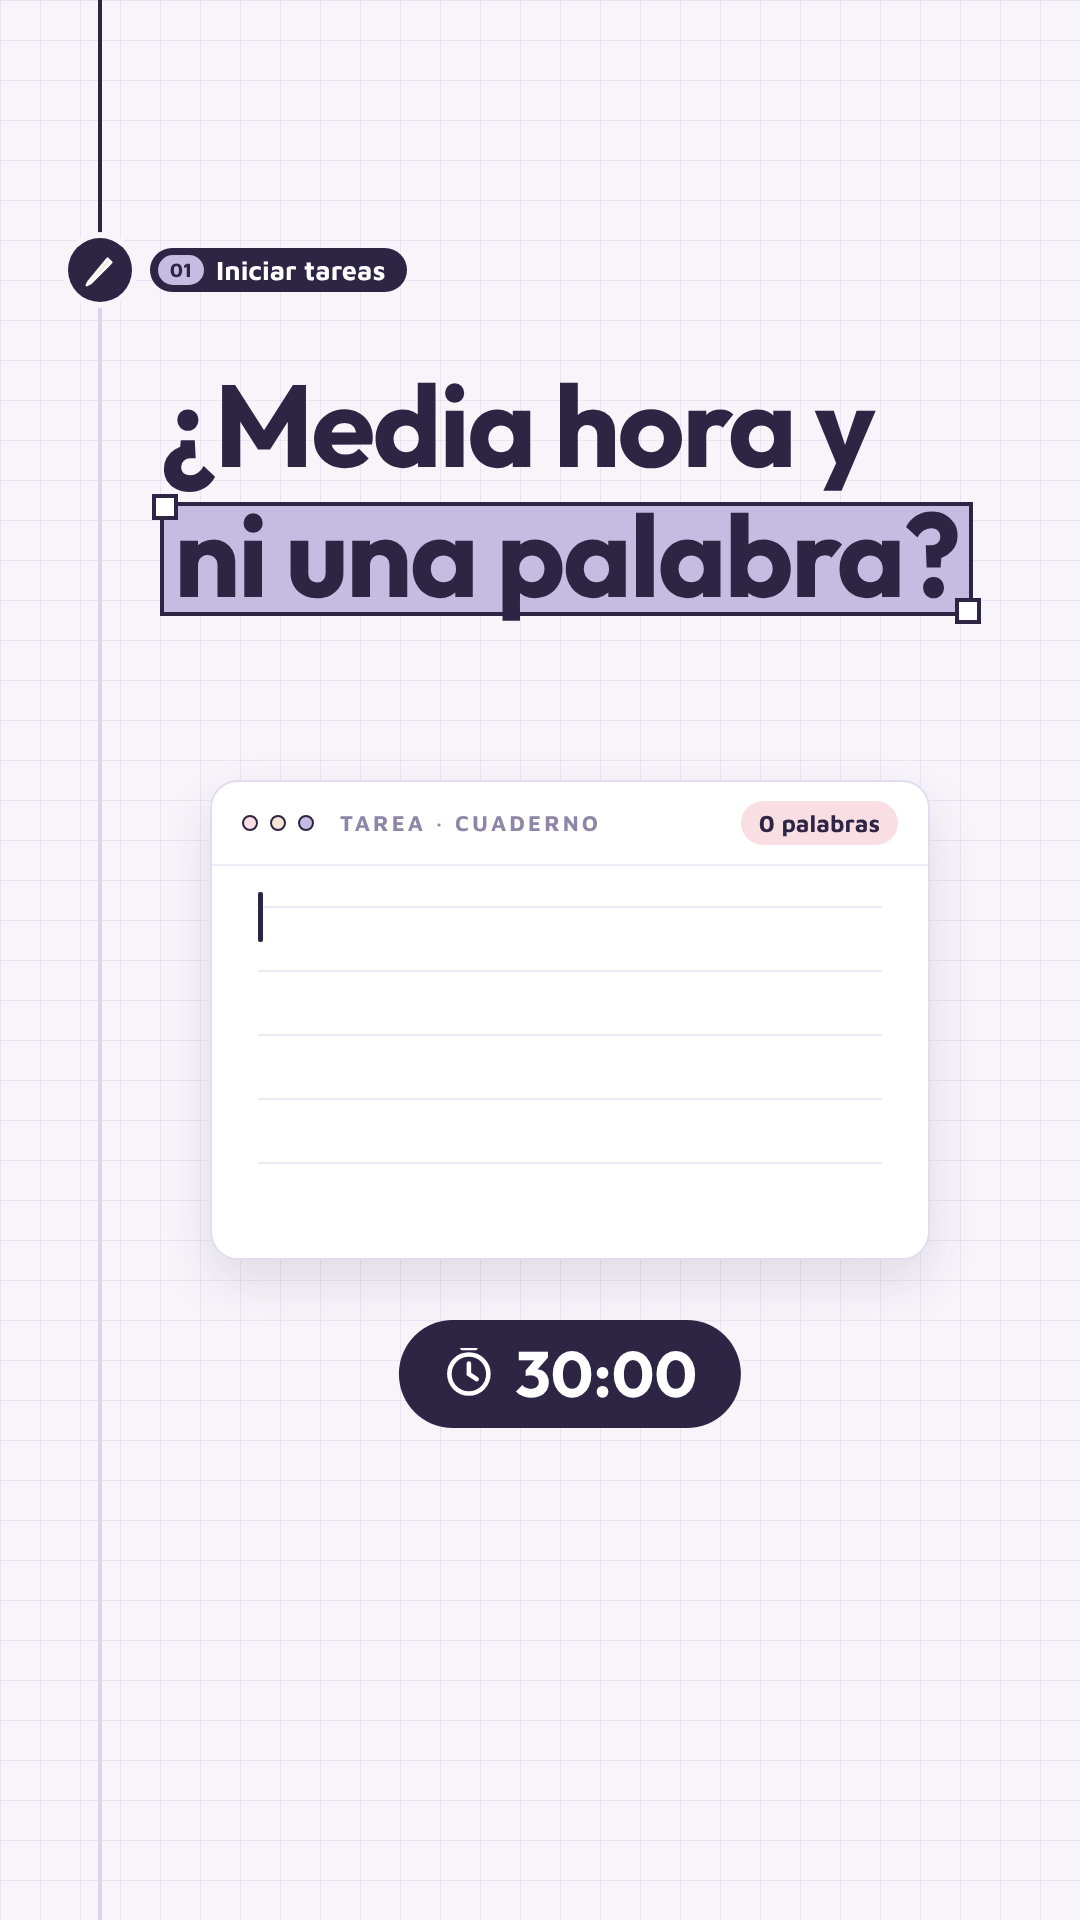 01 Iniciar tareas
¿Media hora y
ni una palabra?
TAREA · CUADERNO
0 palabras
30:00